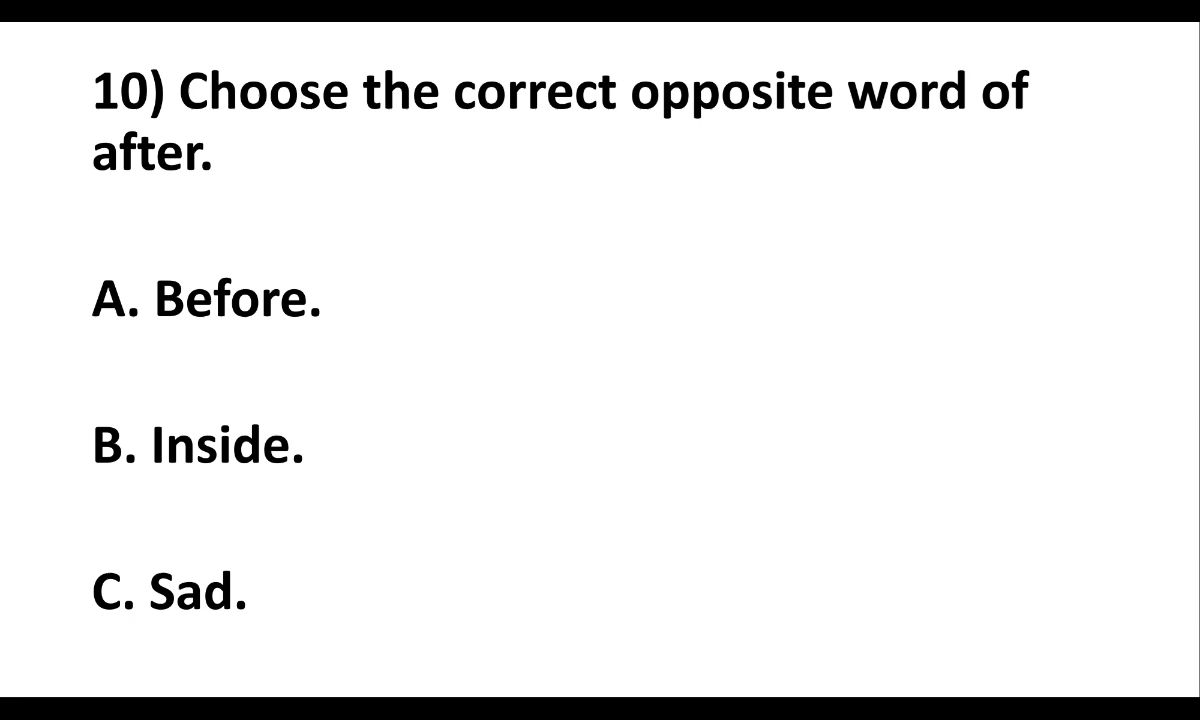 10) Choose the correct opposite word of
after.
A. Before.
B. Inside.
C. Sad.